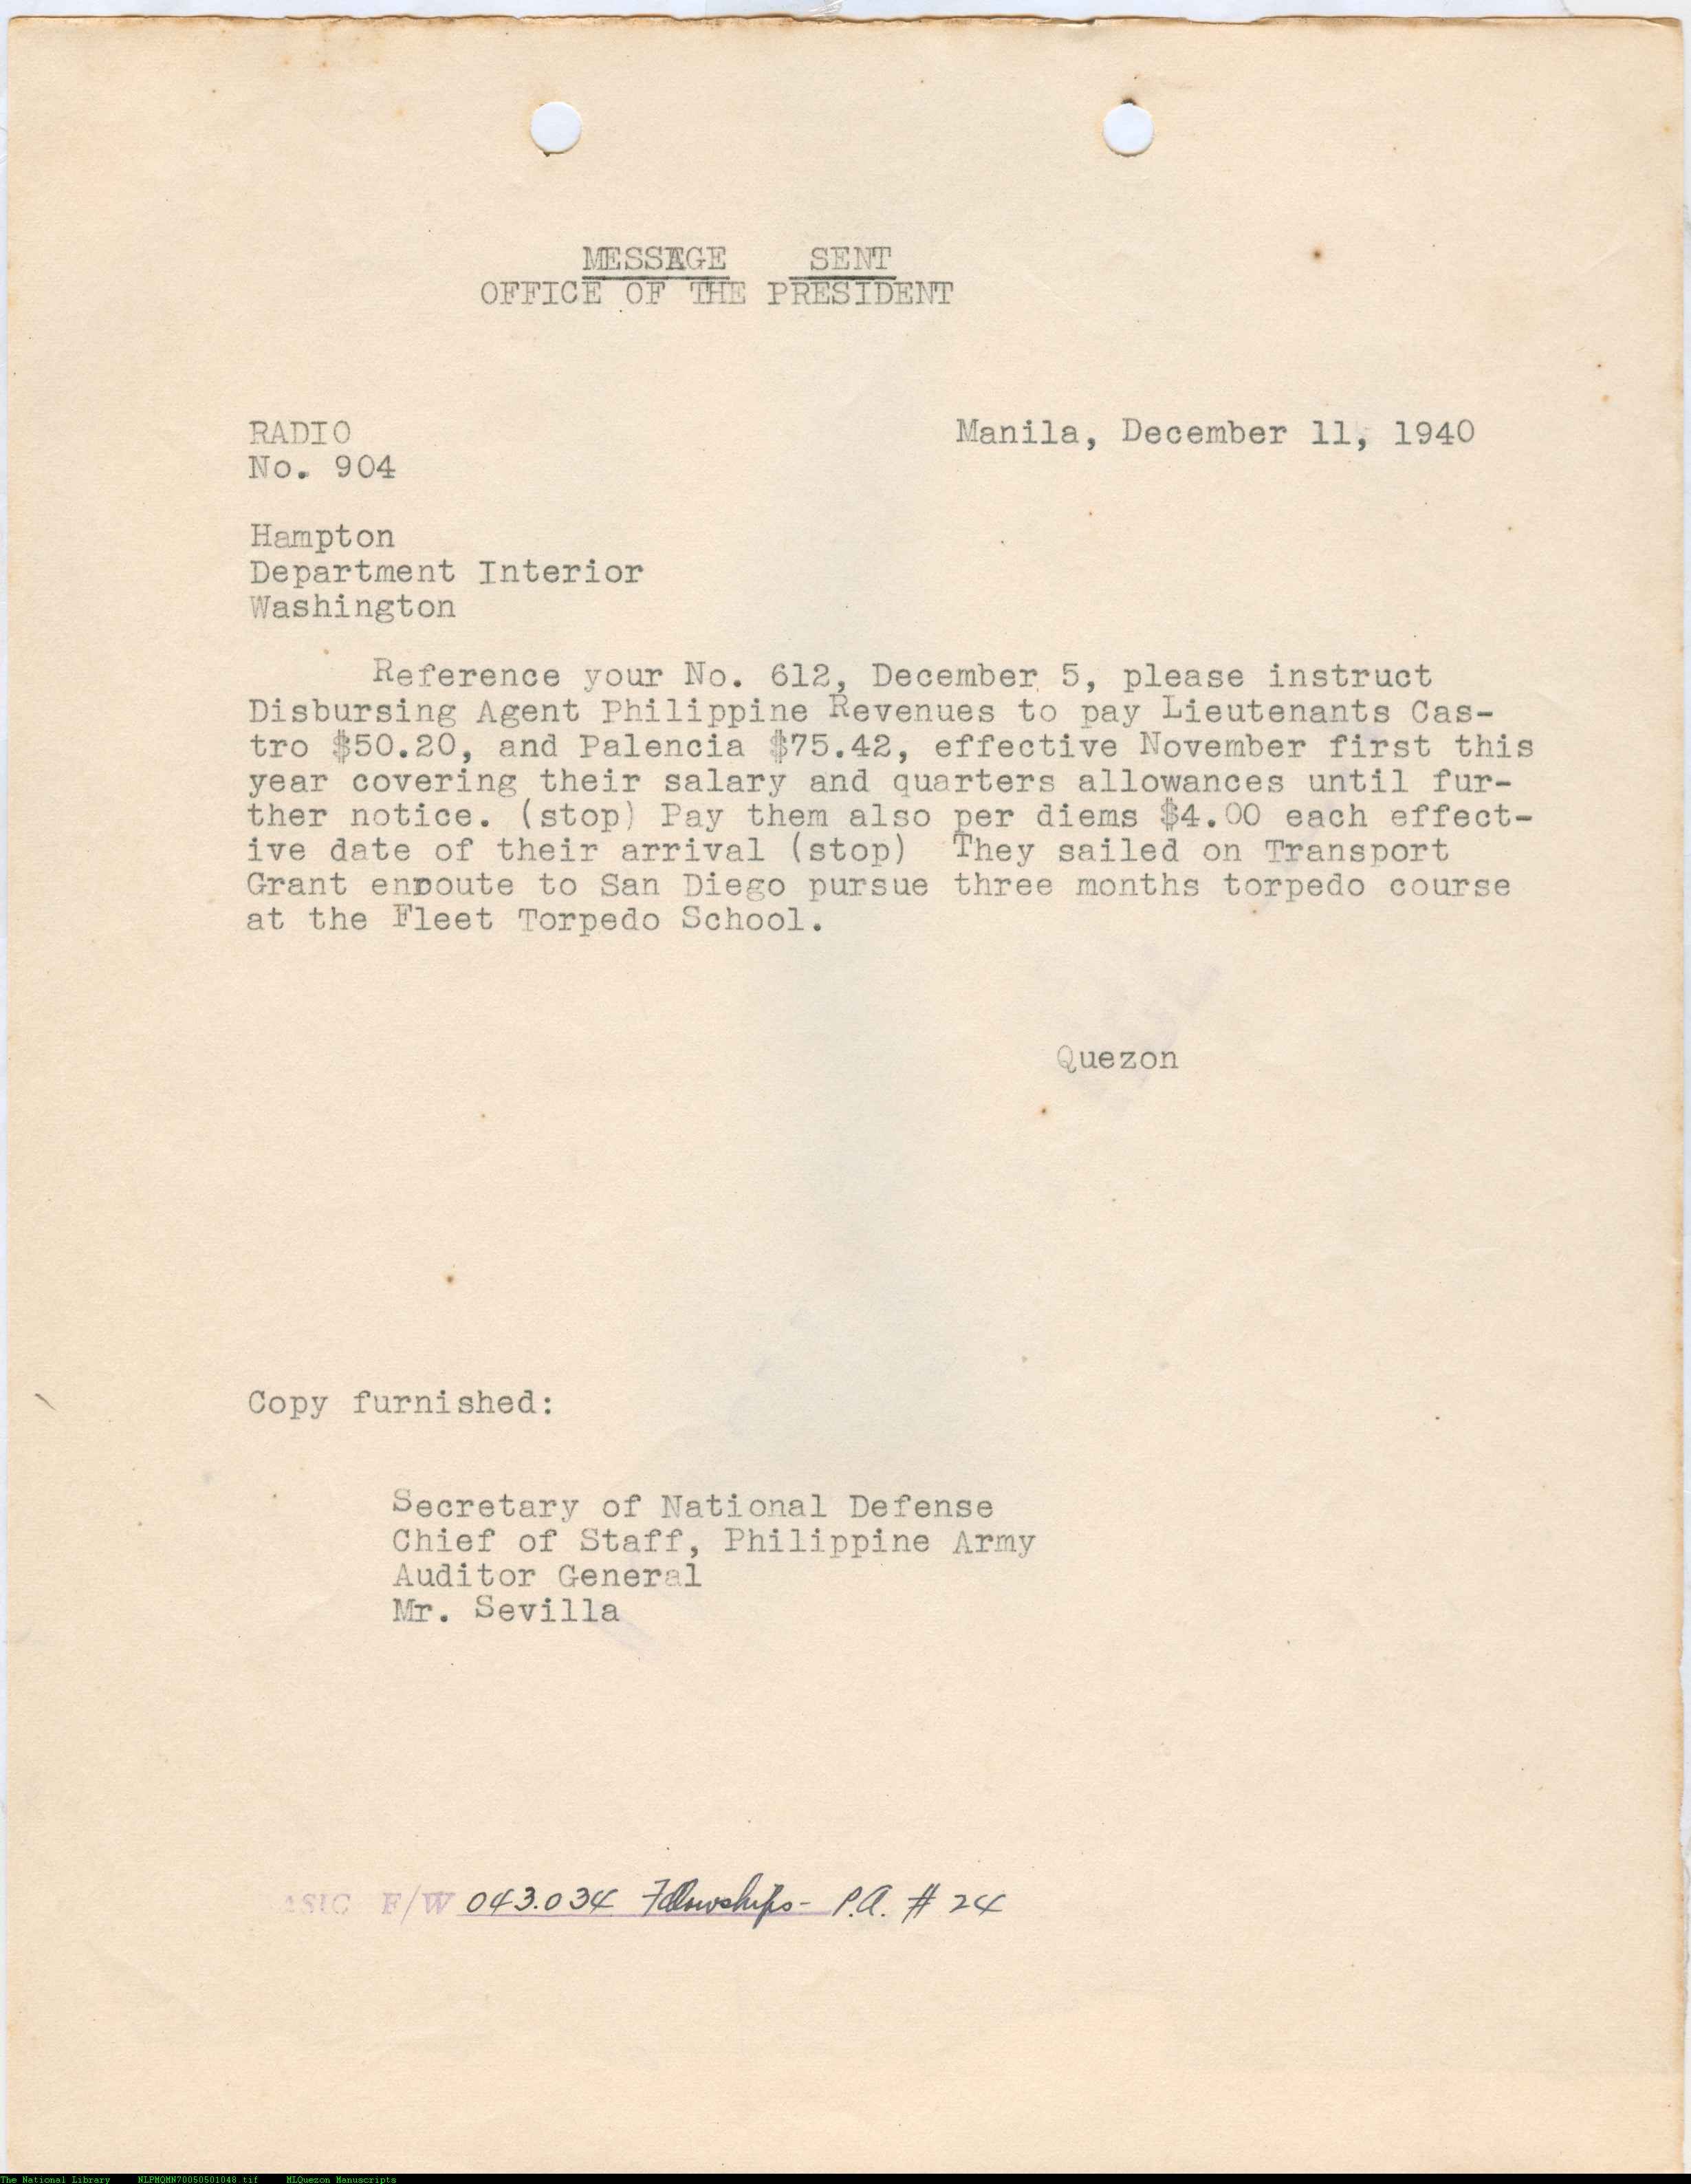 MESSAGE SENT
OFFICE OF THE PRESIDENT
RADIO
No. 904
Manila, December 11, 1940
Hampton
Department Interior
Washington
Reference your No. 612, December 5, please instruct
Disbursing Agent Philippine Revenues to pay Lieutenants Cas-
tro $50.20, and Palencia $75.42, effective November first this
year covering their salary and quarters allowances until fur-
ther notice. (stop) Pay them also per diems $4.00 each effect-
ive date of their arrival (stop) They sailed on Transport
Grant enroute to San Diego pursue three months torpedo course
at the Fleet Torpedo School.
Quezon
Copy furnished:
Secretary of National Defense
Chief of Staff, Philippine Army
Auditor General
Mr. Sevilla
ASIC F/W 043.034 Fellowships- P.A. # 24
The National Library NLPMQMN70050501048.tif MLQuezon Manuscripts